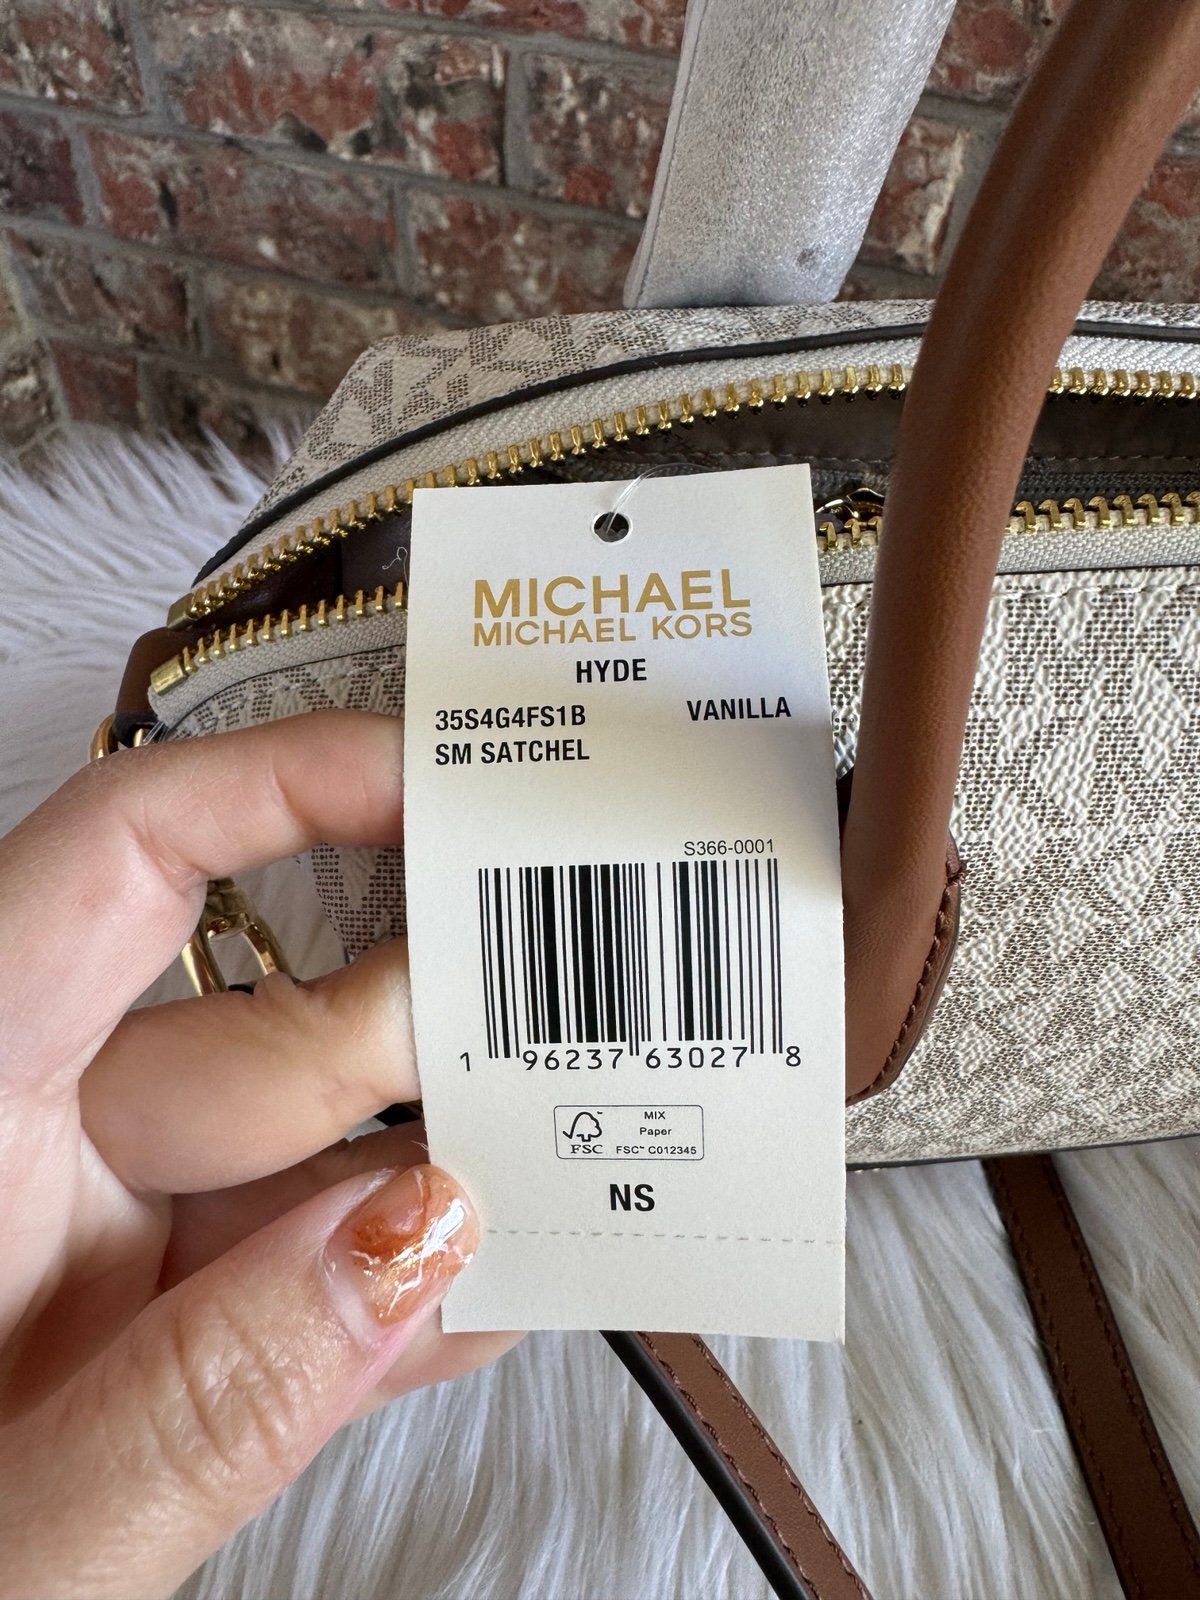 MICHAEL
MICHAEL KORS
HYDE
35S4G4FS1B VANILLA
SM SATCHEL
S366-0001
1 96237 63027 8
FSC
MIX
Paper
FSC™ C012345
NS